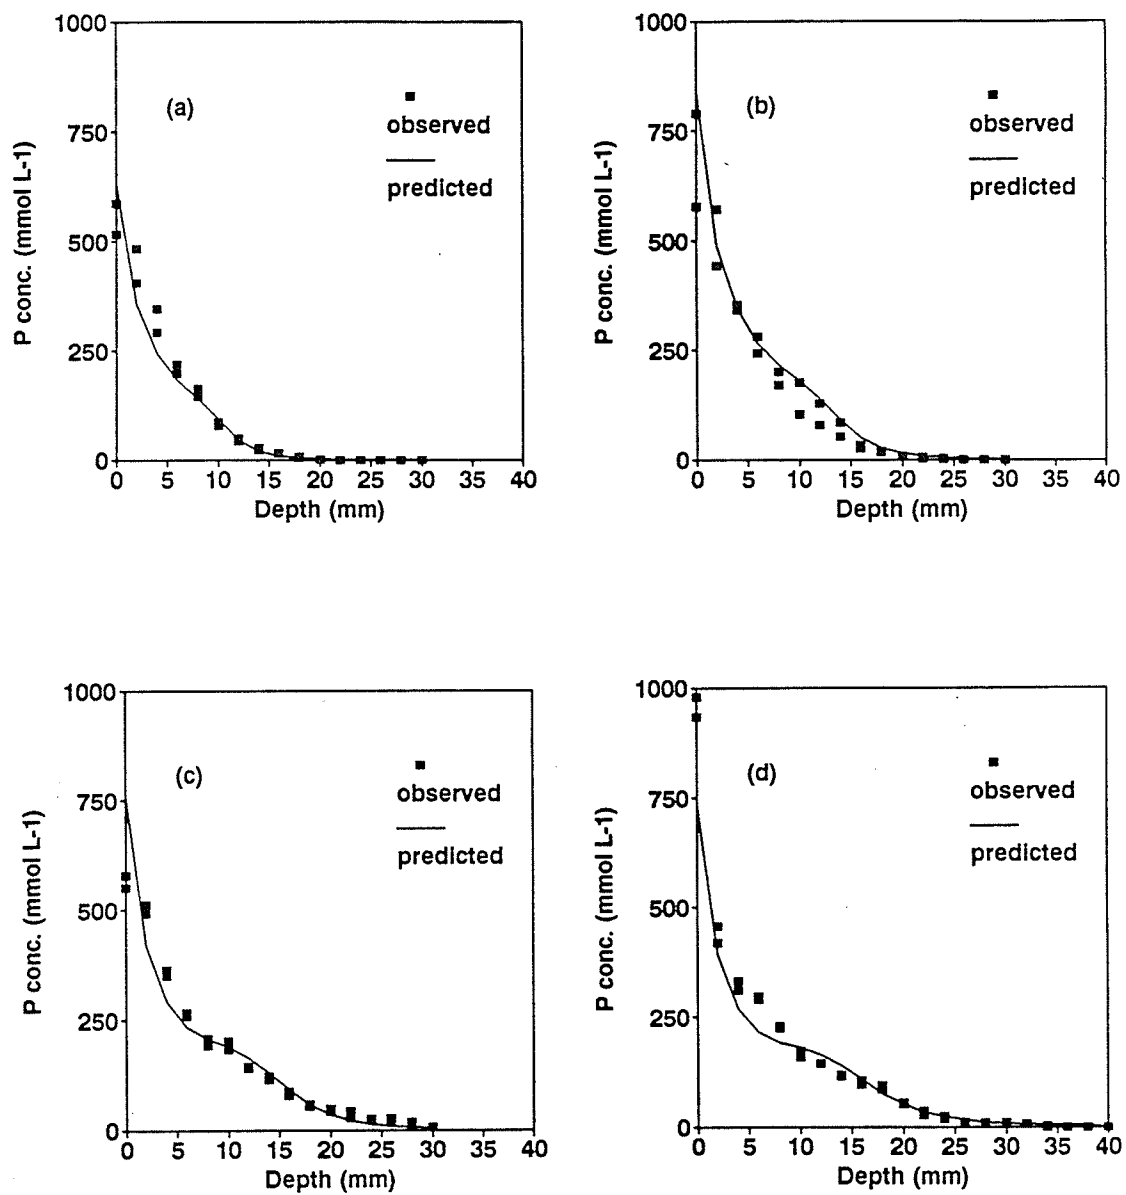 1000
(a)
observed
750
predicted
500
250
0
P conc. (mmol L-1)
0 5 10 15 20 25 30 35 40
Depth (mm)
1000
(b)
observed
750
predicted
500
250
0
P conc. (mmol L-1)
0 5 10 15 20 25 30 35 40
Depth (mm)
1000
(c)
observed
750
predicted
500
250
0
P conc. (mmol L-1)
0 5 10 15 20 25 30 35 40
Depth (mm)
1000
(d)
observed
750
predicted
500
250
0
P conc. (mmol L-1)
0 5 10 15 20 25 30 35 40
Depth (mm)